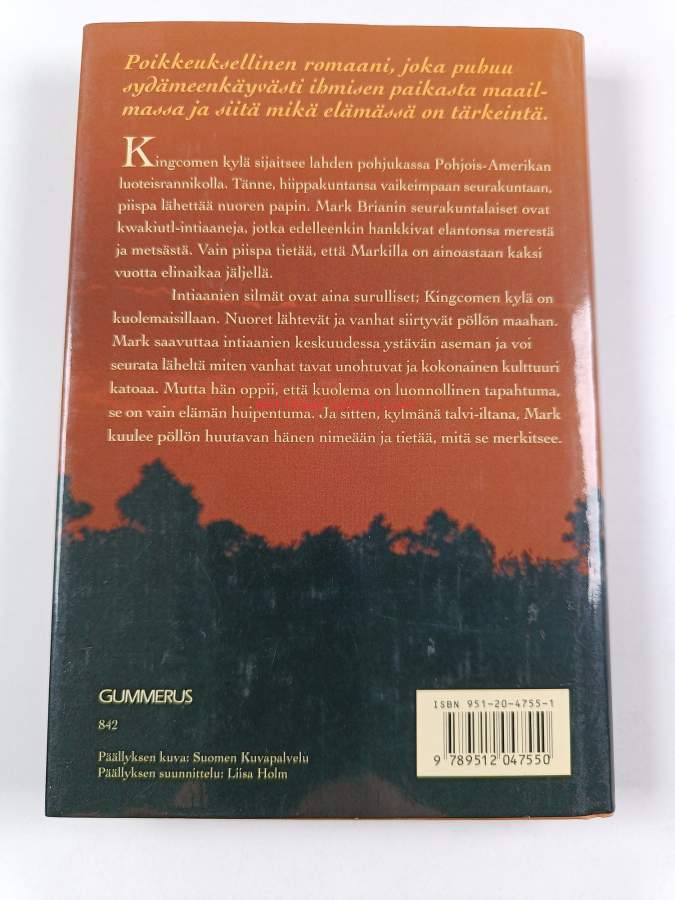 Poikkeuksellinen romaani, joka puhuu
sydämeenkäyvästi ihmisen paikasta maail-
massa ja siitä mikä elämässä on tärkeintä.
Kingcomen kylä sijaitsee lahden pohjukassa Pohjois-Amerikan
luoteisrannikolla. Tänne, hiippakuntansa vaikeimpaan seurakuntaan,
piispa lähettää nuoren papin. Mark Brianin seurakuntalaiset ovat
kwakiutl-intiaaneja, jotka edelleenkin hankkivat elantonsa merestä
ja metsästä. Vain piispa tietää, että Markilla on ainoastaan kaksi
vuotta elinaikaa jäljellä.
Intiaanien silmät ovat aina surulliset; Kingcomen kylä on
kuolemaisillaan. Nuoret lähtevät ja vanhat siirtyvät pöllön maahan.
Mark saavuttaa intiaanien keskuudessa ystävän aseman ja voi
seurata läheltä miten vanhat tavat unohtuvat ja kokonainen kulttuuri
katoaa. Mutta hän oppii, että kuolema on luonnollinen tapahtuma,
se on vain elämän huipentuma. Ja sitten, kylmänä talvi-iltana, Mark
kuulee pöllön huutavan hänen nimeään ja tietää, mitä se merkitsee.
GUMMERUS
842
Päällyksen kuva: Suomen Kuvapalvelu
Päällyksen suunnittelu: Liisa Holm
ISBN 951-20-4755-1
9 789512 047550